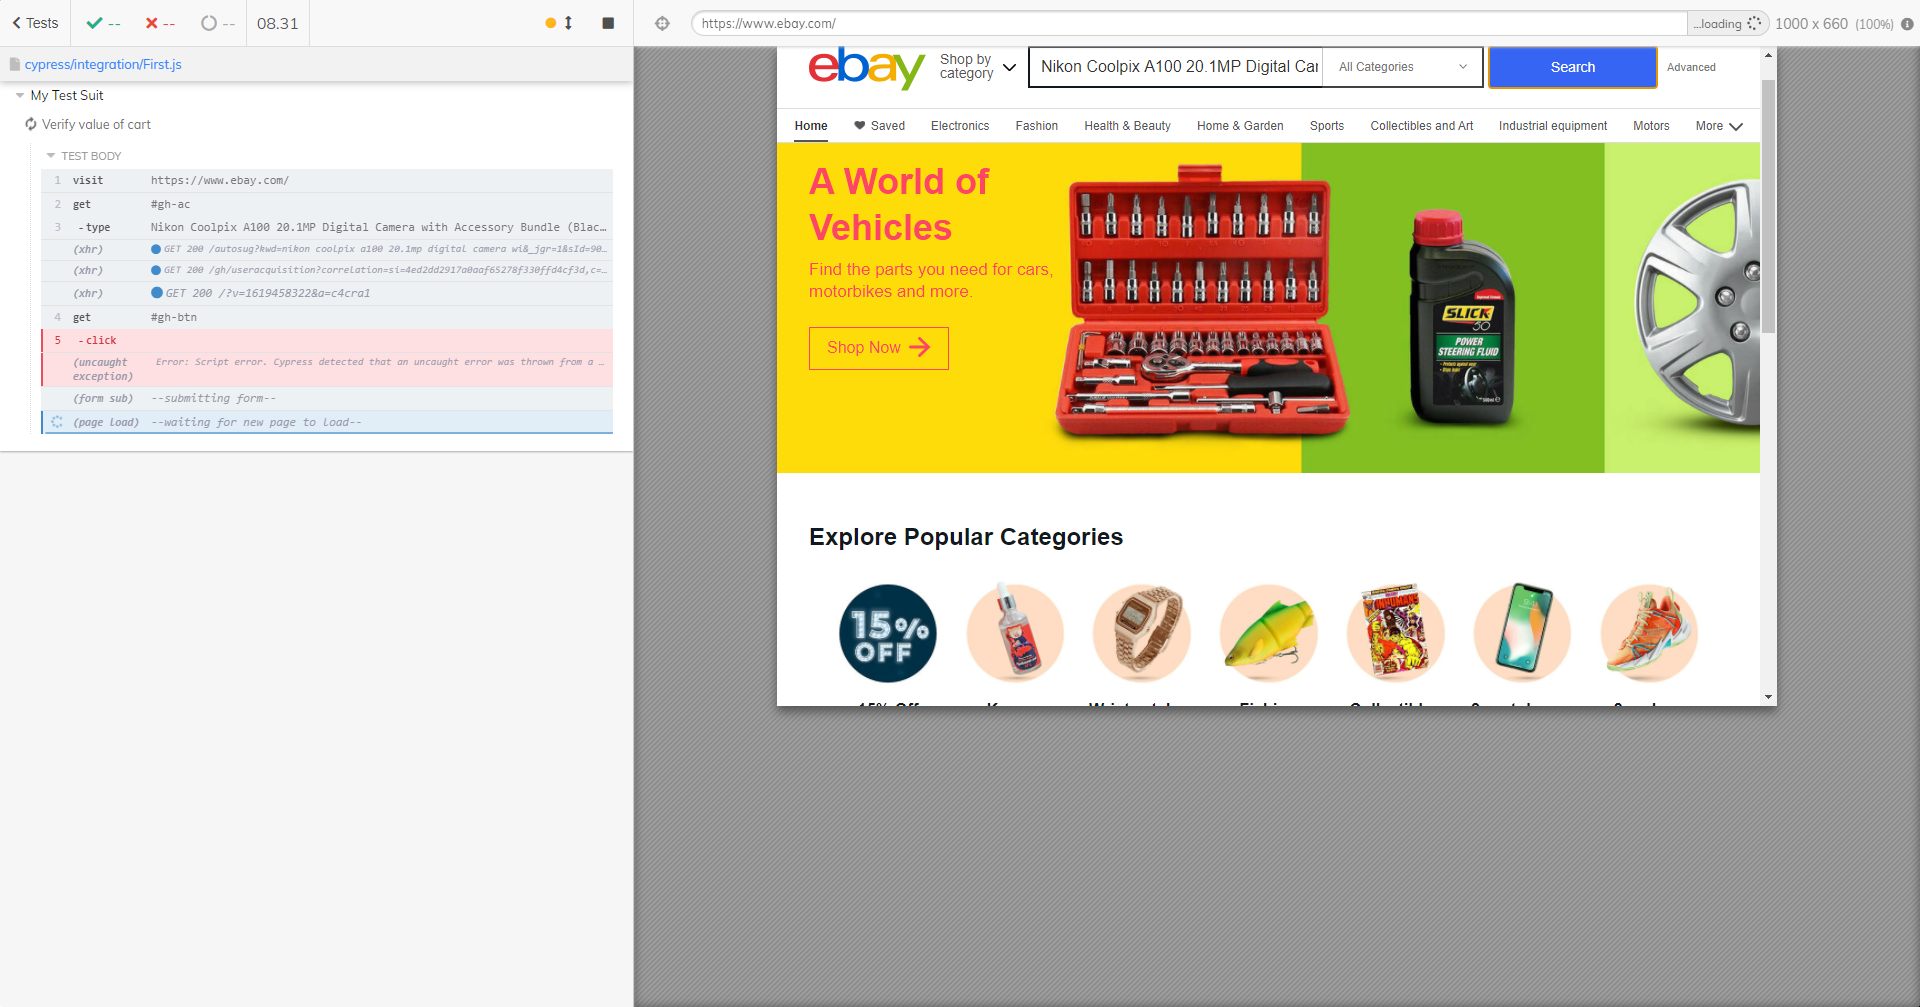 Tests
--
--
--
08.31
https://www.ebay.com/
...loading
1000 x 660 (100%)
cypress/integration/First.js
My Test Suit
Verify value of cart
TEST BODY
1 visit https://www.ebay.com/
2 get #gh-ac
3 -type Nikon Coolpix A100 20.1MP Digital Camera with Accessory Bundle (Blac...
(xhr) GET 200 /autosug?kwd=nikon coolpix a100 20.1mp digital camera wi&_jgr=1&sId=90...
(xhr) GET 200 /gh/useracquisition?correlation=si=4ed2dd2917a0aaf65278f330ffd4cf3d,c=...
(xhr) GET 200 /?v=1619458322&a=c4cra1
4 get #gh-btn
5 -click
(uncaught exception) Error: Script error. Cypress detected that an uncaught error was thrown from a ...
(form sub) --submitting form--
(page load) --waiting for new page to load--
ebay
Shop by
category
Nikon Coolpix A100 20.1MP Digital Car
All Categories
Search
Advanced
Home
Saved
Electronics
Fashion
Health & Beauty
Home & Garden
Sports
Collectibles and Art
Industrial equipment
Motors
More
A World of
Vehicles
Find the parts you need for cars,
motorbikes and more.
Shop Now
SLICK
50
POWER
STEERING FLUID
Explore Popular Categories
15%
OFF
INHUMANS
15% Off